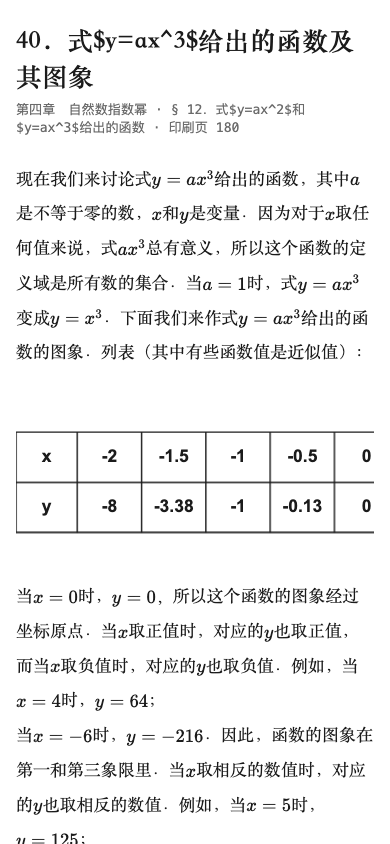 40．式$y=ax^3$给出的函数及
其图象
第四章　自然数指数幂 · § 12. 式$y=ax^2$和
$y=ax^3$给出的函数 · 印刷页 180
现在我们来讨论式y = ax³给出的函数，其中a
是不等于零的数，x和y是变量．因为对于x取任
何值来说，式ax³总有意义，所以这个函数的定
义域是所有数的集合．当a = 1时，式y = ax³
变成y = x³．下面我们来作式y = ax³给出的函
数的图象．列表（其中有些函数值是近似值）：
x -2 -1.5 -1 -0.5 0
y -8 -3.38 -1 -0.13 0
当x = 0时，y = 0，所以这个函数的图象经过
坐标原点．当x取正值时，对应的y也取正值，
而当x取负值时，对应的y也取负值．例如，当
x = 4时，y = 64；
当x = −6时，y = −216．因此，函数的图象在
第一和第三象限里．当x取相反的数值时，对应
的y也取相反的数值．例如，当x = 5时，
y = 125；